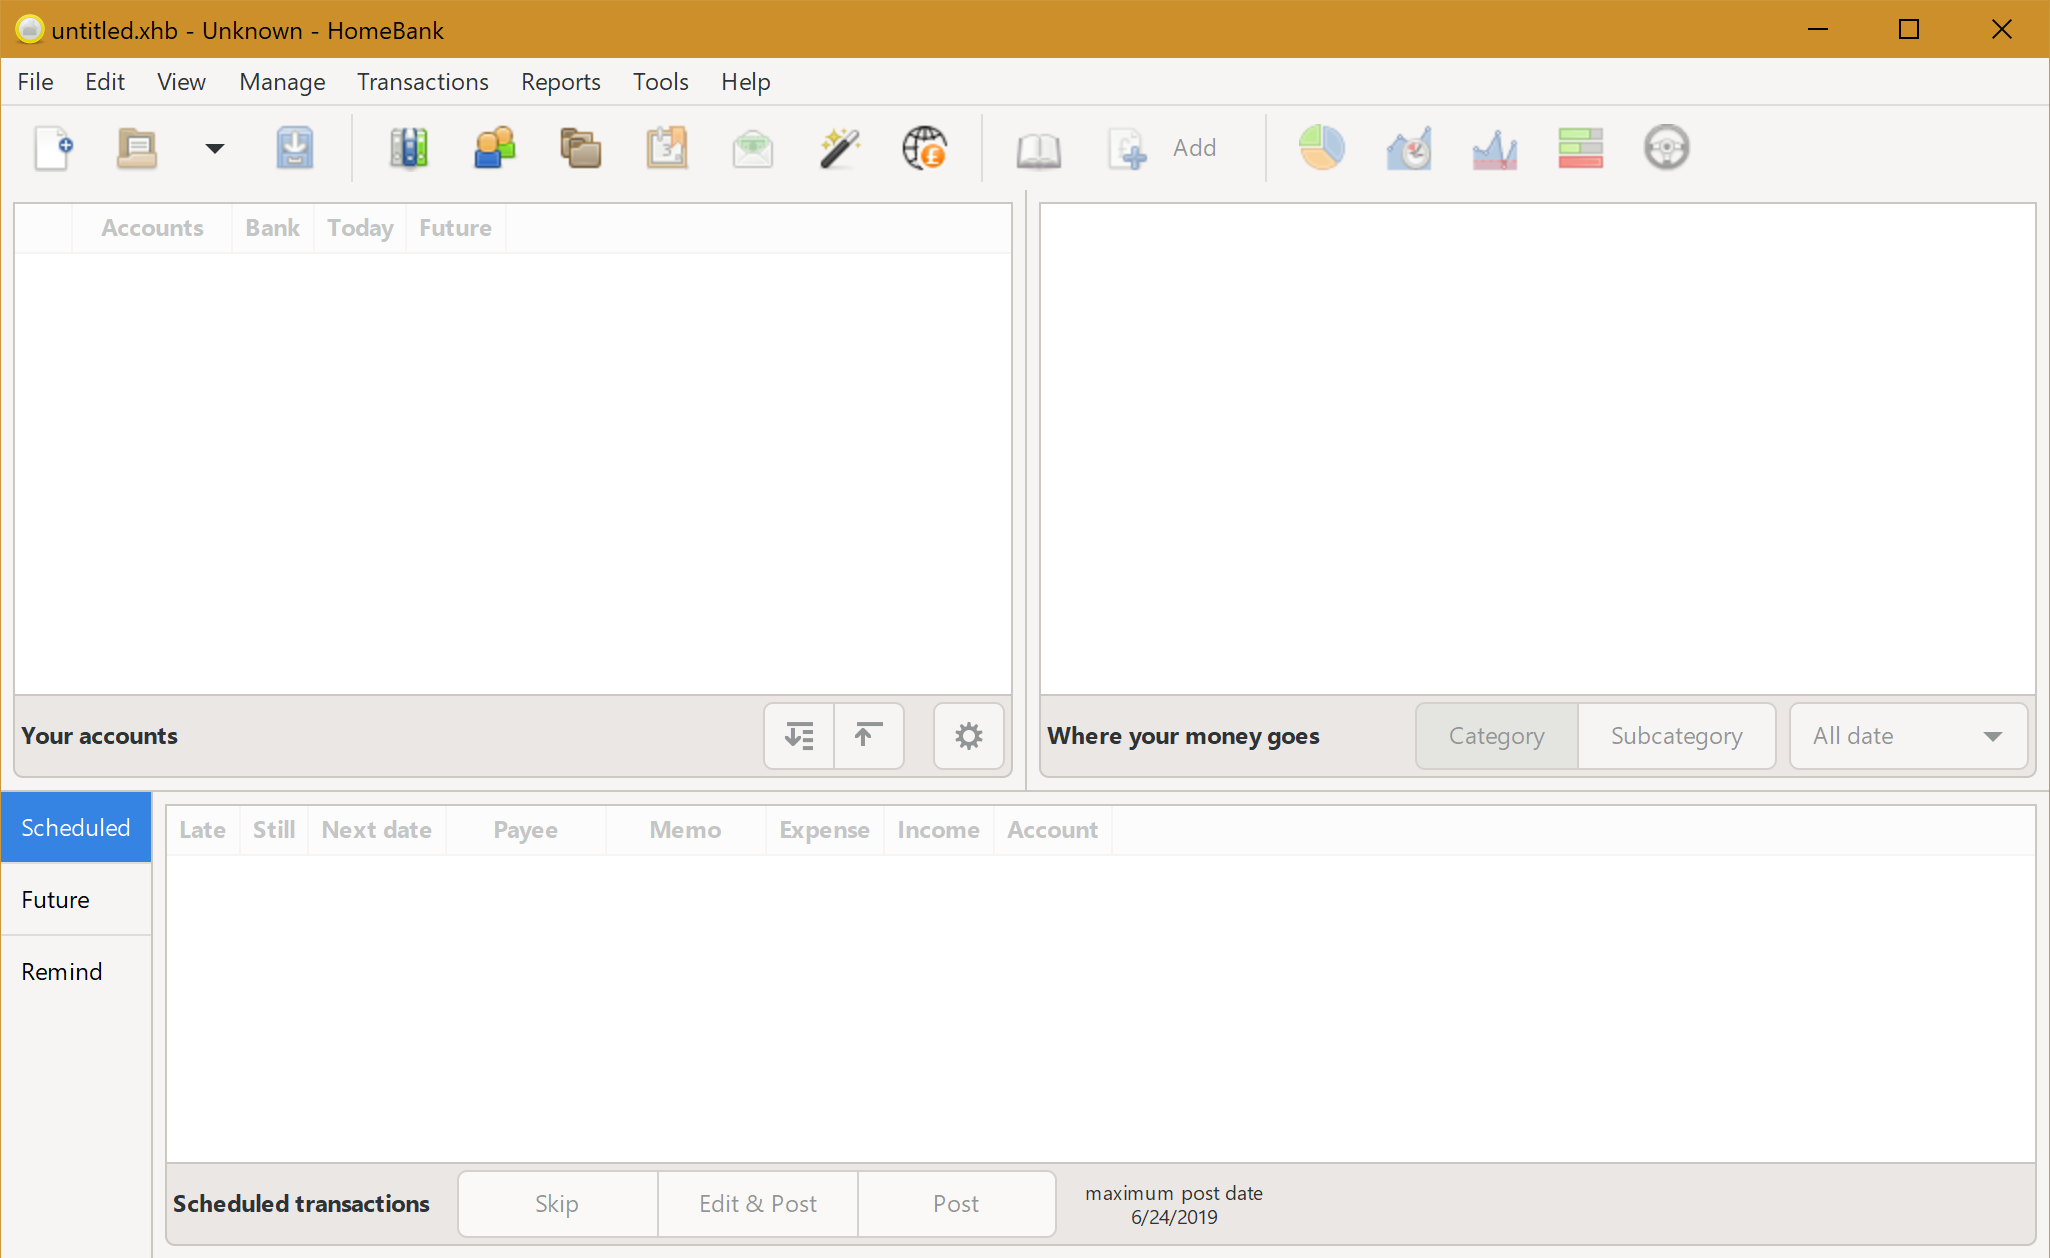 untitled.xhb - Unknown - HomeBank
File Edit View Manage Transactions Reports Tools Help
Add
Accounts Bank Today Future
Your accounts
Where your money goes Category Subcategory All date
Scheduled
Future
Remind
Late Still Next date Payee Memo Expense Income Account
Scheduled transactions Skip Edit & Post Post
maximum post date
6/24/2019